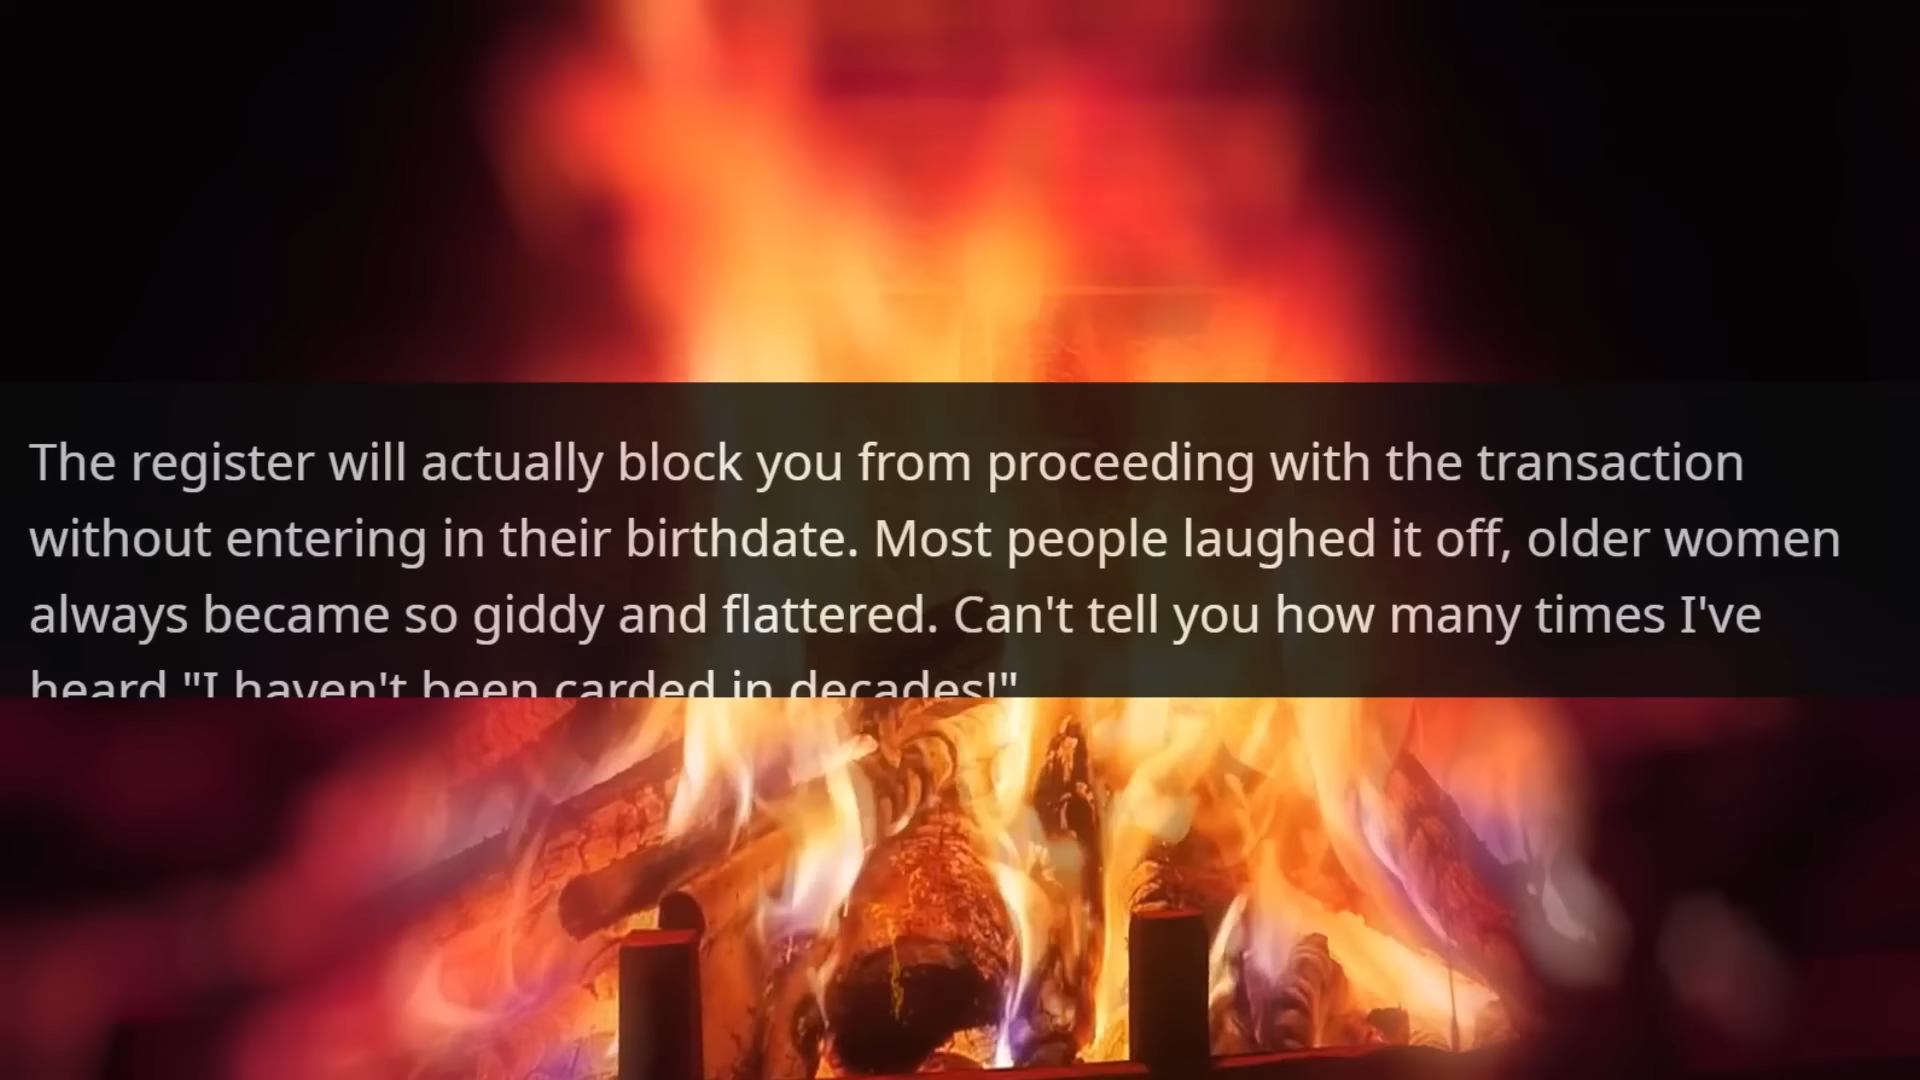 The register will actually block you from proceeding with the transaction
without entering in their birthdate. Most people laughed it off, older women
always became so giddy and flattered. Can't tell you how many times I've
heard "I haven't been carded in decades!"